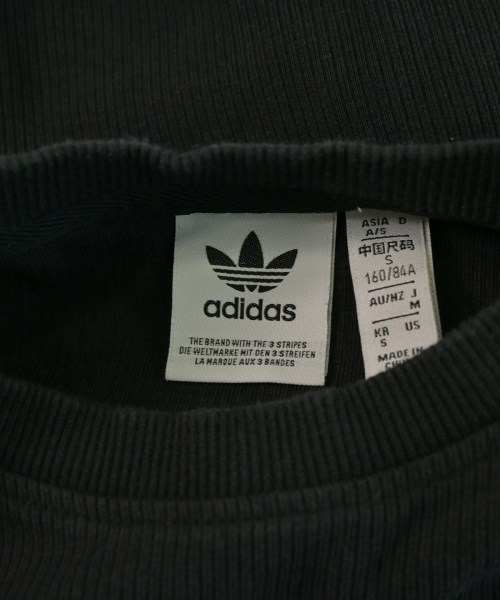 adidas
THE BRAND WITH THE 3 STRIPES
DIE WELTMARKE MIT DEN 3 STREIFEN
LA MARQUE AUX 3 BANDES
ASIA D
A/S
中国尺码
S
160/84A
AU/NZ J
M
KR US
S
MADE IN